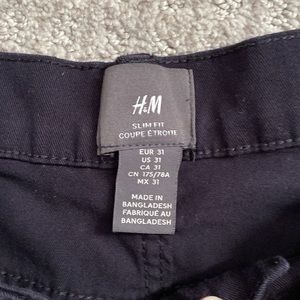 H&M
SLIM FIT
COUPE ÉTROITE
EUR 31
US 31
CA 31
CN 175/78A
MX 31
MADE IN
BANGLADESH
FABRIQUÉ AU
BANGLADESH